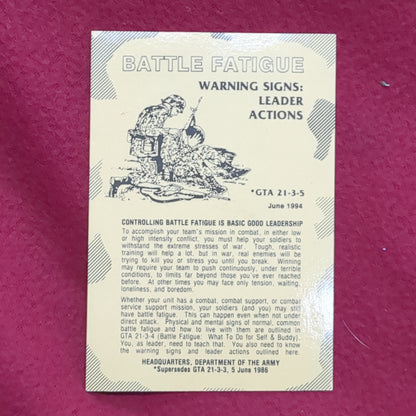 BATTLE FATIGUE
WARNING SIGNS:
LEADER
ACTIONS
*GTA 21-3-5
June 1994
CONTROLLING BATTLE FATIGUE IS BASIC GOOD LEADERSHIP
To accomplish your team's mission in combat, in either low
or high intensity conflict, you must help your soldiers to
withstand the extreme stresses of war. Tough, realistic
training will help a lot, but in war, real enemies will be
trying to kill you or stress you until you break. Winning
may require your team to push continuously, under terrible
conditions, to limits far beyond those you've ever reached
before. At other times you may face only tension, waiting,
loneliness, and boredom.
Whether your unit has a combat, combat support, or combat
service support mission, your soldiers (and you) may still
have battle fatigue. This can happen even when not under
direct attack. Physical and mental signs of normal, common
battle fatigue and how to live with them are outlined in
GTA 21-3-4 (Battle Fatigue: What To Do for Self & Buddy).
You, as leader, need to teach that. You also need to know
the warning signs and leader actions outlined here.
HEADQUARTERS, DEPARTMENT OF THE ARMY
*Supersedes GTA 21-3-3, 5 June 1986